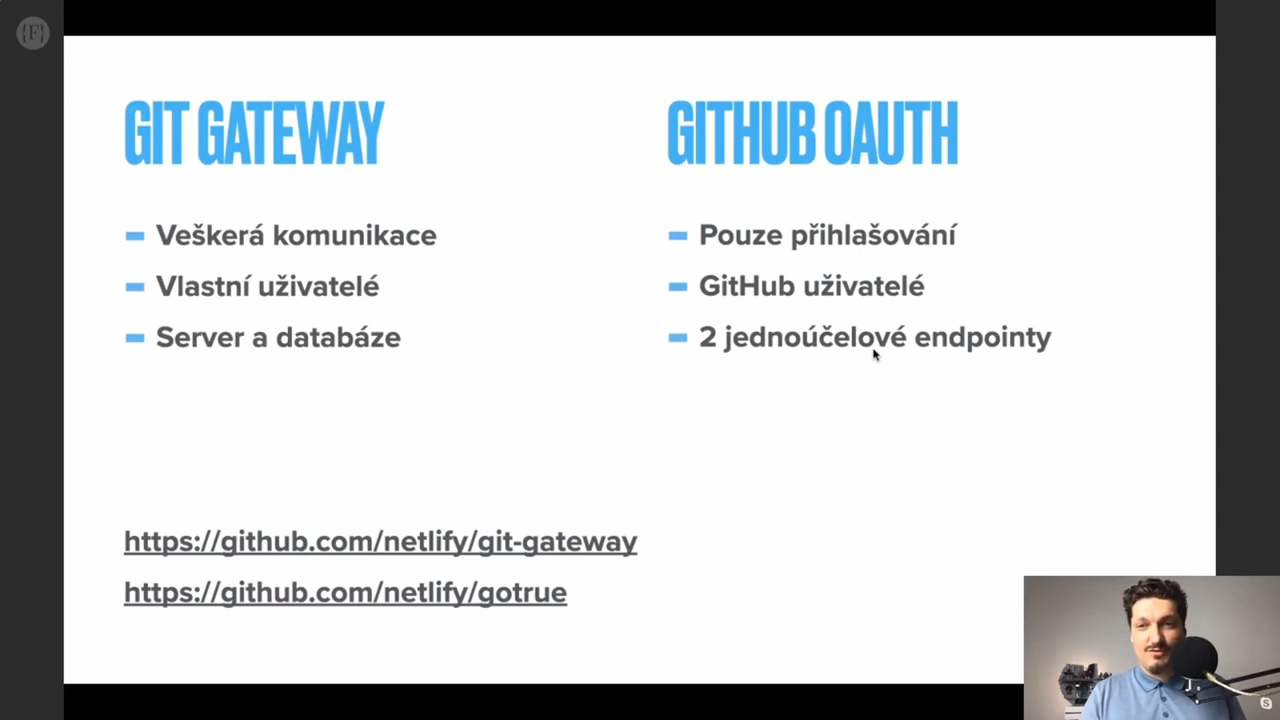 {F}
GIT GATEWAY
Veškerá komunikace
Vlastní uživatelé
Server a databáze
GITHUB OAUTH
Pouze přihlašování
GitHub uživatelé
2 jednoúčelové endpointy
https://github.com/netlify/git-gateway
https://github.com/netlify/gotrue